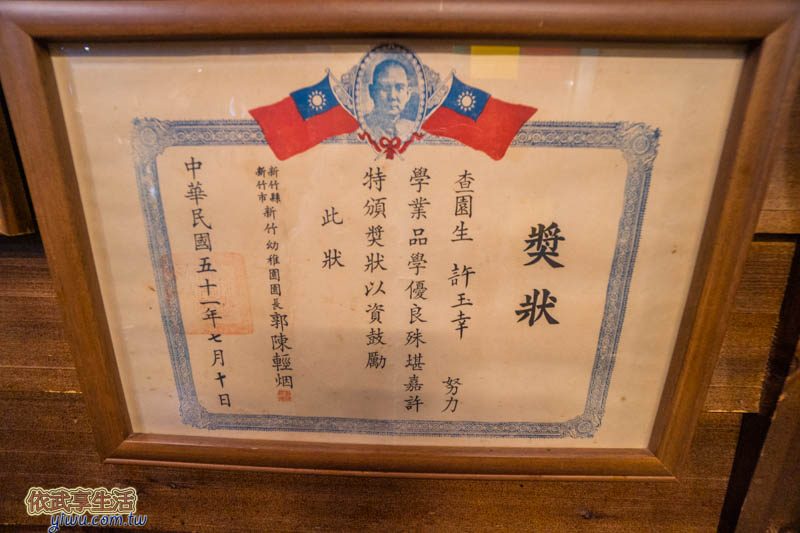 獎狀
查園生 許玉幸 努力
學業品學優良殊堪嘉許
特頒獎狀以資鼓勵
此狀
新竹縣
新竹市
新竹幼稚園園長 郭陳輕烟
中華民國五十一年七月十日
依武享生活
yiwu.com.tw